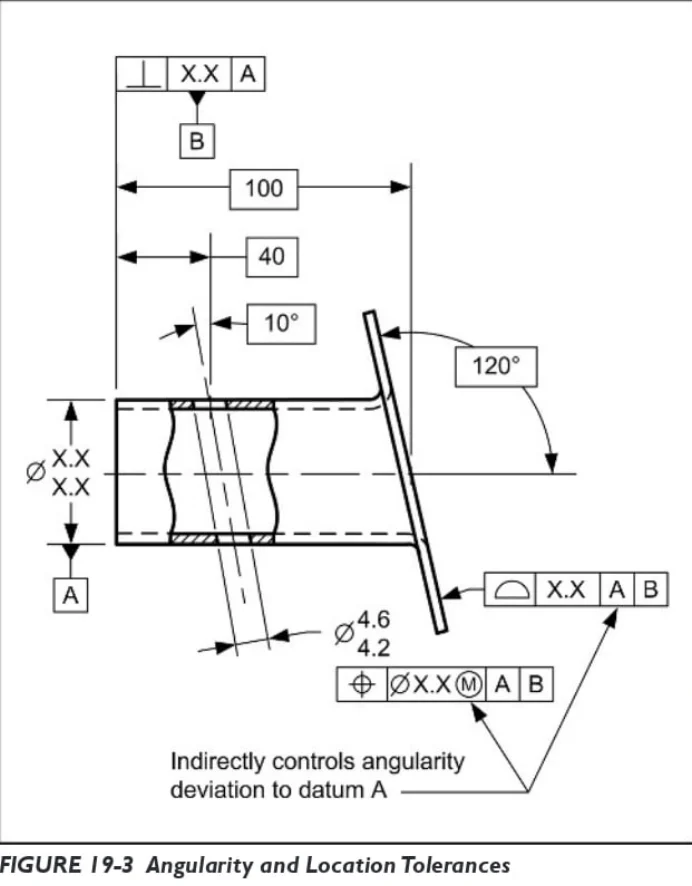 ⊥ X.X A
B
100
40
10°
120°
⌀ X.X
X.X
A
⌓ X.X A B
⌀ 4.6
4.2
⌖ ⌀X.XⓂ A B
Indirectly controls angularity
deviation to datum A
FIGURE 19-3 Angularity and Location Tolerances